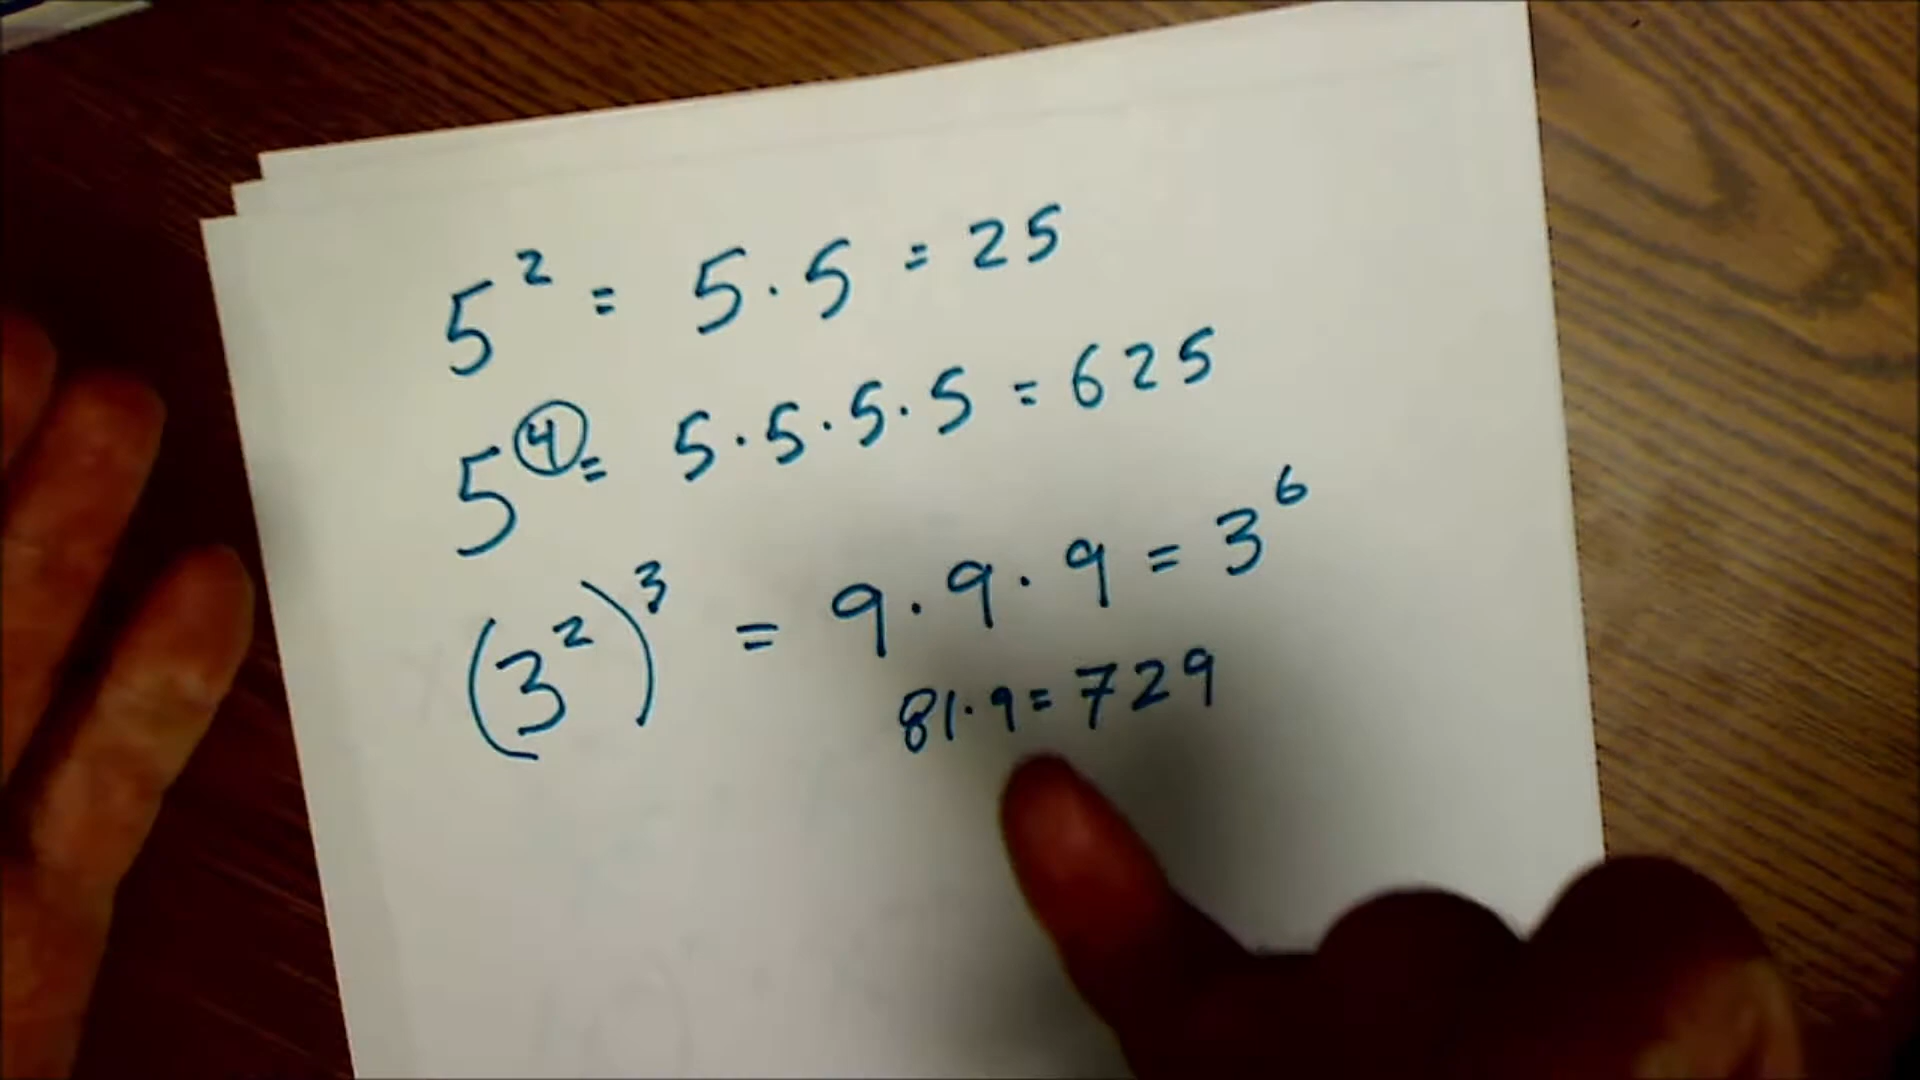 5² = 5·5 = 25
5④ = 5·5·5·5 = 625
(3²)³ = 9·9·9 = 3⁶
81·9 = 729